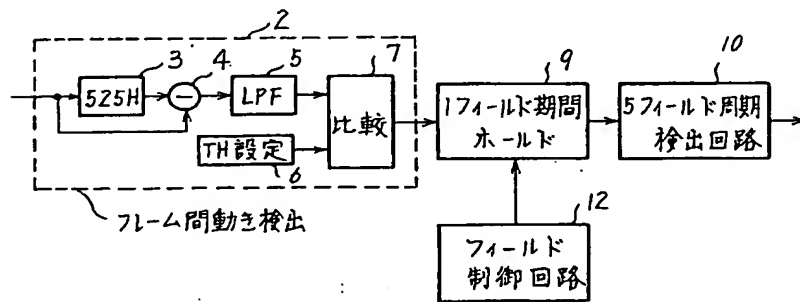 2
3
4
5
7
9
10
525H
−
LPF
比較
1フィールド期間
ホールド
5フィールド周期
検出回路
TH設定
6
フレーム間動き検出
12
フィールド
制御回路